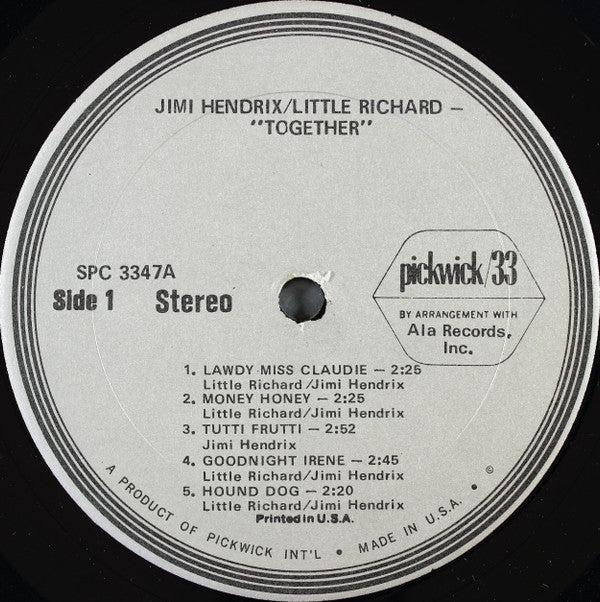 JIMI HENDRIX/LITTLE RICHARD —
"TOGETHER"
SPC 3347A
Side 1 Stereo
pickwick/33
BY ARRANGEMENT WITH
Ala Records,
Inc.
1. LAWDY MISS CLAUDIE — 2:25
Little Richard/Jimi Hendrix
2. MONEY HONEY — 2:25
Little Richard/Jimi Hendrix
3. TUTTI FRUTTI — 2:52
Jimi Hendrix
4. GOODNIGHT IRENE — 2:45
Little Richard/Jimi Hendrix
5. HOUND DOG — 2:20
Little Richard/Jimi Hendrix
Printed in U.S.A.
A PRODUCT OF PICKWICK INT'L • MADE IN U.S.A. • ©